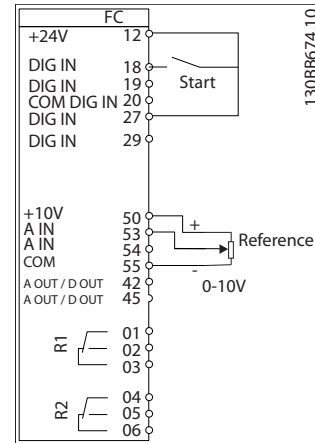 FC
+24V 12
DIG IN 18
Start
DIG IN 19
COM DIG IN 20
DIG IN 27
DIG IN 29
130BB674.10
+10V 50
+
A IN 53
Reference
A IN 54
COM 55
-
0-10V
A OUT / D OUT 42
A OUT / D OUT 45
R1
01
02
03
R2
04
05
06